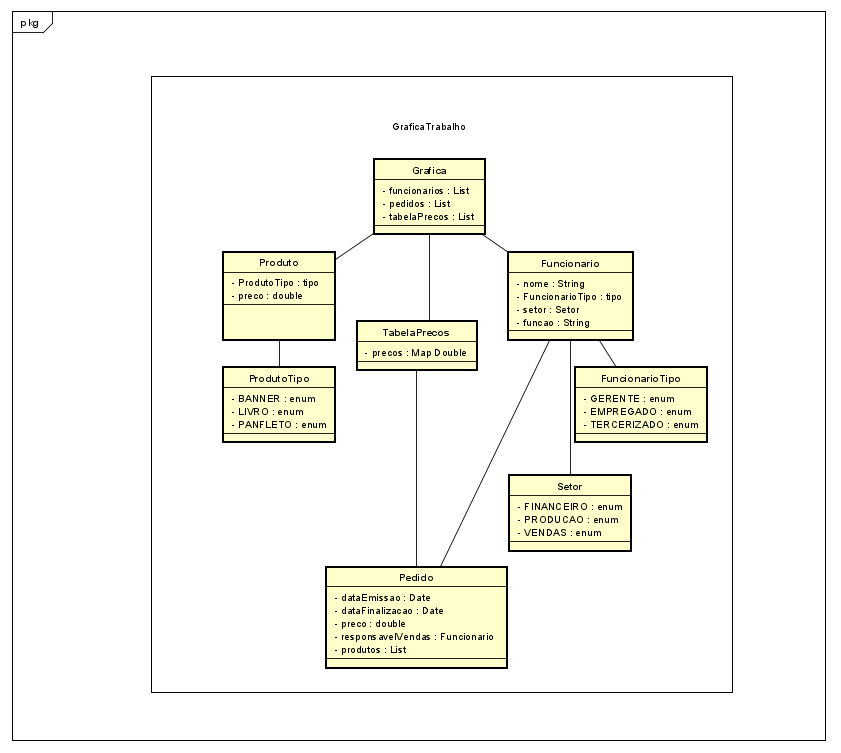 pkg
GraficaTrabalho
Grafica
- funcionarios : List
- pedidos : List
- tabelaPrecos : List
Produto
- ProdutoTipo : tipo
- preco : double
Funcionario
- nome : String
- FuncionarioTipo : tipo
- setor : Setor
- funcao : String
TabelaPrecos
- precos : Map Double
ProdutoTipo
- BANNER : enum
- LIVRO : enum
- PANFLETO : enum
FuncionarioTipo
- GERENTE : enum
- EMPREGADO : enum
- TERCERIZADO : enum
Setor
- FINANCEIRO : enum
- PRODUCAO : enum
- VENDAS : enum
Pedido
- dataEmissao : Date
- dataFinalizacao : Date
- preco : double
- responsavelVendas : Funcionario
- produtos : List